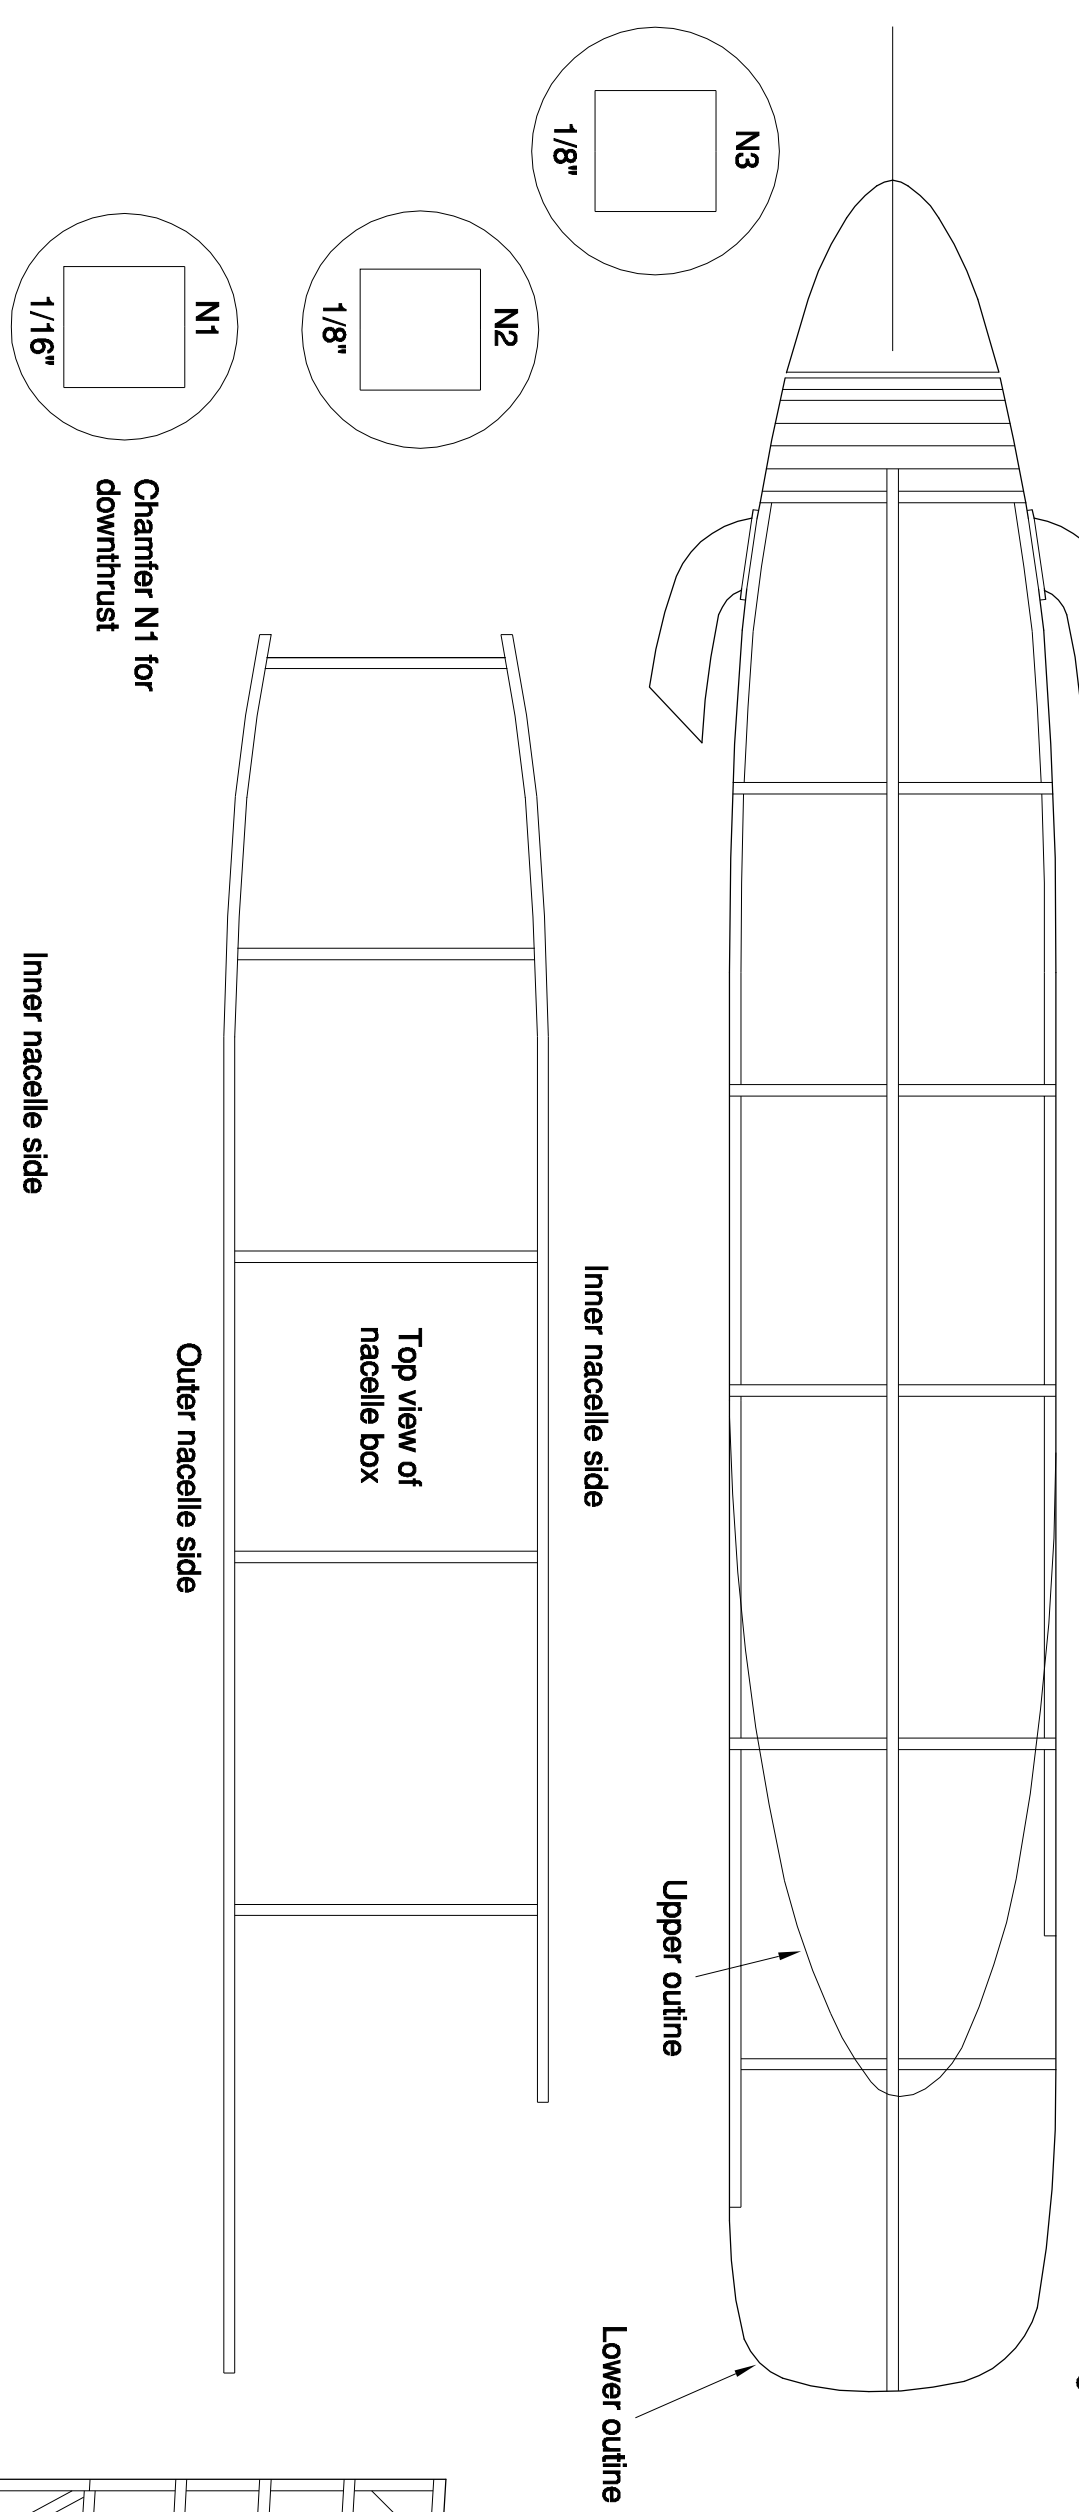 N3
1/8"
N2
1/8"
N1
1/16"
Chamfer N1 for
downthrust
Inner nacelle side
Inner nacelle side
Top view of
nacelle box
Outer nacelle side
Upper outine
Lower outine